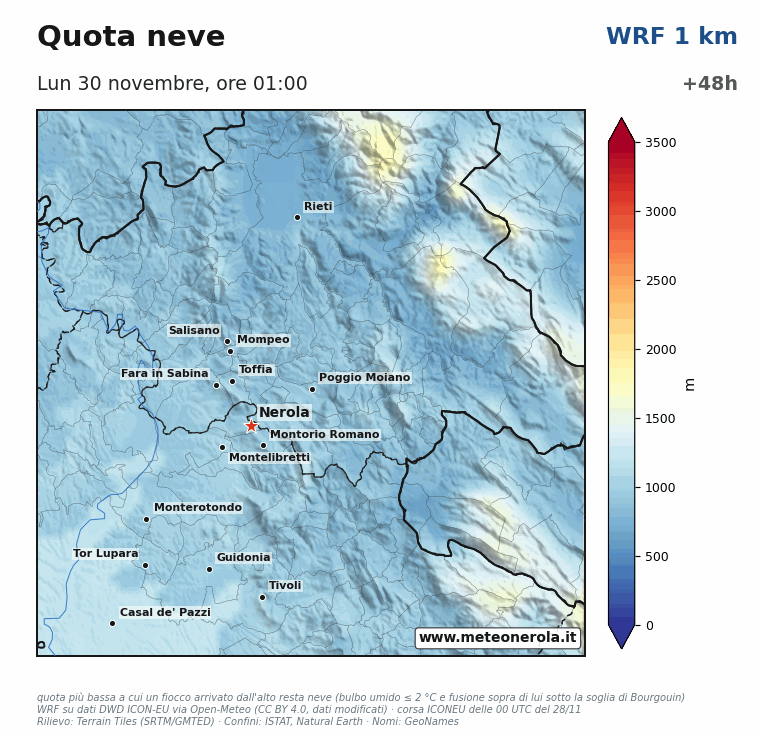 Quota neve
WRF 1 km
Lun 30 novembre, ore 01:00
+48h
Rieti
Salisano
Mompeo
Fara in Sabina
Toffia
Poggio Moiano
Nerola
Montorio Romano
Montelibretti
Monterotondo
Tor Lupara
Guidonia
Tivoli
Casal de' Pazzi
www.meteonerola.it
3500
3000
2500
2000
1500
1000
500
0
m
quota più bassa a cui un fiocco arrivato dall'alto resta neve (bulbo umido ≤ 2 °C e fusione sopra di lui sotto la soglia di Bourgouin)
WRF su dati DWD ICON-EU via Open-Meteo (CC BY 4.0, dati modificati) · corsa ICONEU delle 00 UTC del 28/11
Rilievo: Terrain Tiles (SRTM/GMTED) · Confini: ISTAT, Natural Earth · Nomi: GeoNames